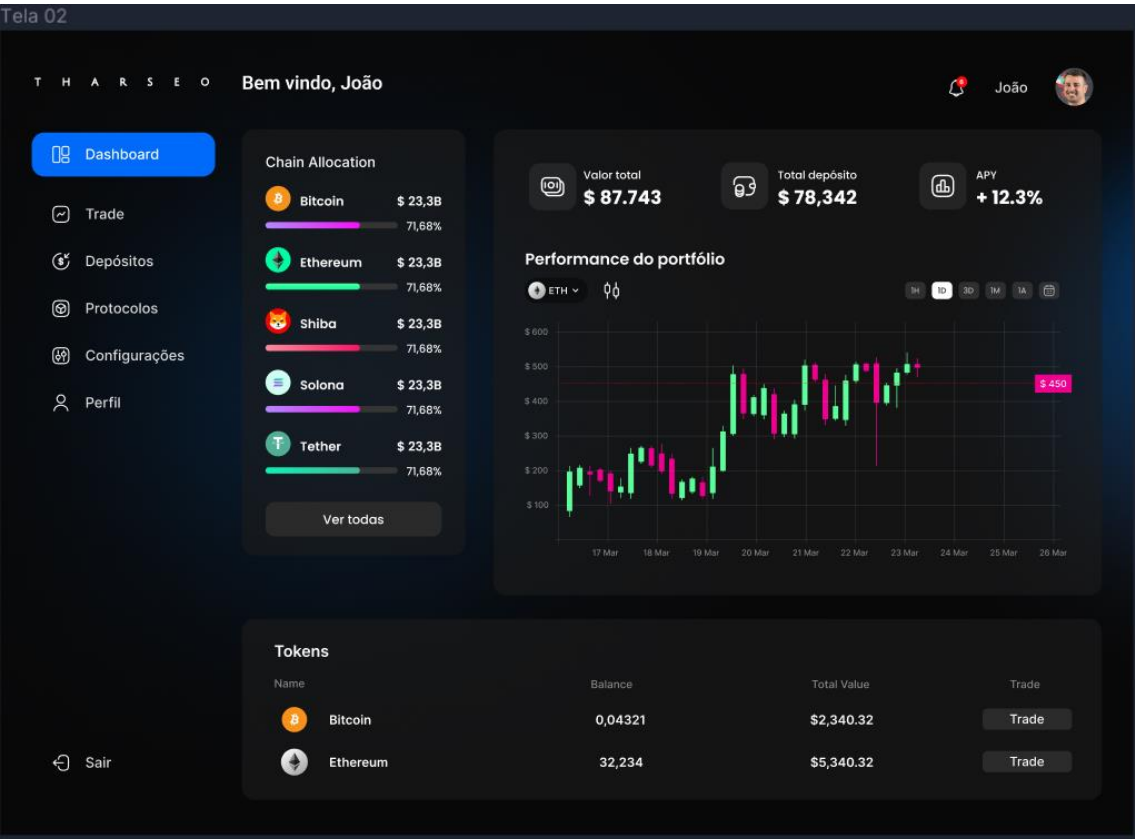 Tela 02
THARSEO
Bem vindo, João
João
Dashboard
Trade
Depósitos
Protocolos
Configurações
Perfil
Sair
Chain Allocation
Bitcoin $ 23,3B
71,68%
Ethereum $ 23,3B
71,68%
Shiba $ 23,3B
71,68%
Solona $ 23,3B
71,68%
Tether $ 23,3B
71,68%
Ver todas
Valor total
$ 87.743
Total depósito
$ 78,342
APY
+ 12.3%
Performance do portfólio
ETH
1H 1D 3D 1M 1A
$ 600
$ 500
$ 400
$ 300
$ 200
$ 100
$ 450
17 Mar 18 Mar 19 Mar 20 Mar 21 Mar 22 Mar 23 Mar 24 Mar 25 Mar 26 Mar
Tokens
Name Balance Total Value Trade
Bitcoin 0,04321 $2,340.32 Trade
Ethereum 32,234 $5,340.32 Trade